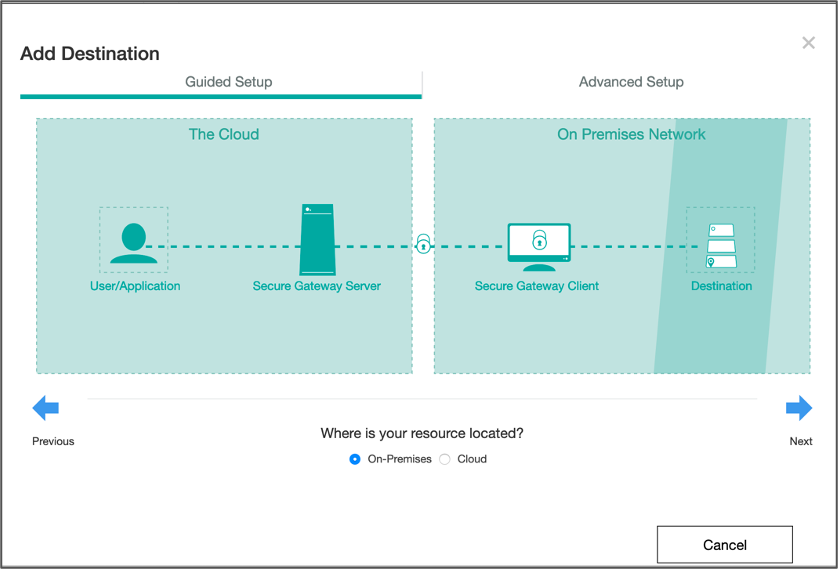 Add Destination
Guided Setup
Advanced Setup
The Cloud
On Premises Network
User/Application
Secure Gateway Server
Secure Gateway Client
Destination
Previous
Next
Where is your resource located?
On-Premises
Cloud
Cancel